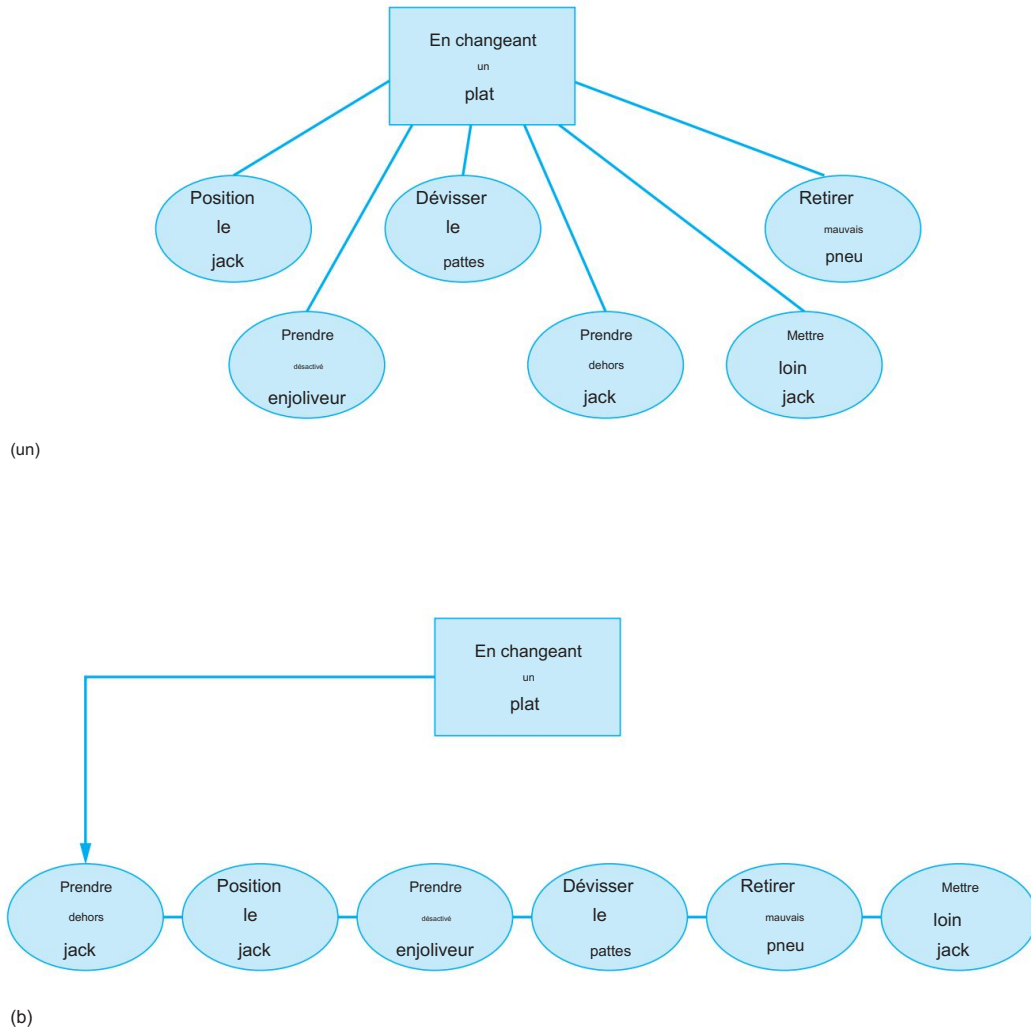 En changeant
un
plat
Position
le
jack
Dévisser
le
pattes
Retirer
mauvais
pneu
Prendre
désactivé
enjoliveur
Prendre
dehors
jack
Mettre
loin
jack
(un)
En changeant
un
plat
Prendre
dehors
jack
Position
le
jack
Prendre
désactivé
enjoliveur
Dévisser
le
pattes
Retirer
mauvais
pneu
Mettre
loin
jack
(b)